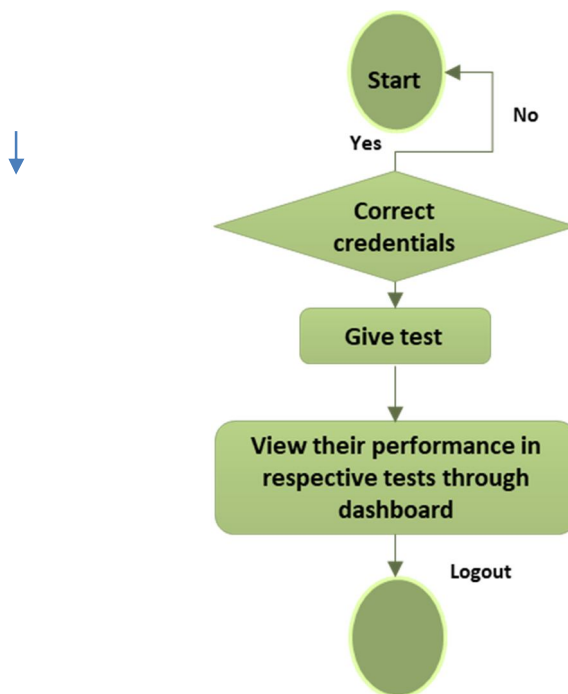 Start
No
Yes
Correct
credentials
Give test
View their performance in
respective tests through
dashboard
Logout